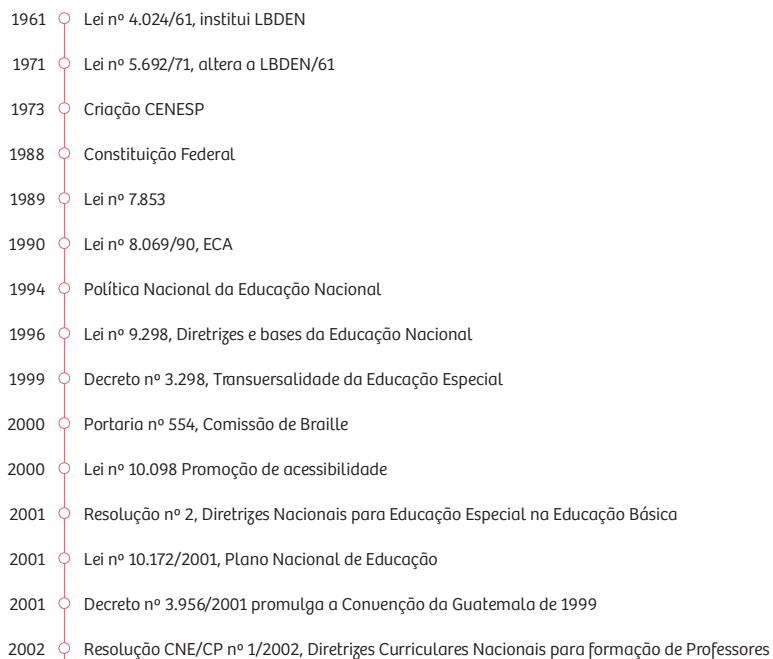 1961 Lei nº 4.024/61, institui LBDEN
1971 Lei nº 5.692/71, altera a LBDEN/61
1973 Criação CENESP
1988 Constituição Federal
1989 Lei nº 7.853
1990 Lei nº 8.069/90, ECA
1994 Política Nacional da Educação Nacional
1996 Lei nº 9.298, Diretrizes e bases da Educação Nacional
1999 Decreto nº 3.298, Transversalidade da Educação Especial
2000 Portaria nº 554, Comissão de Braille
2000 Lei nº 10.098 Promoção de acessibilidade
2001 Resolução nº 2, Diretrizes Nacionais para Educação Especial na Educação Básica
2001 Lei nº 10.172/2001, Plano Nacional de Educação
2001 Decreto nº 3.956/2001 promulga a Convenção da Guatemala de 1999
2002 Resolução CNE/CP nº 1/2002, Diretrizes Curriculares Nacionais para formação de Professores